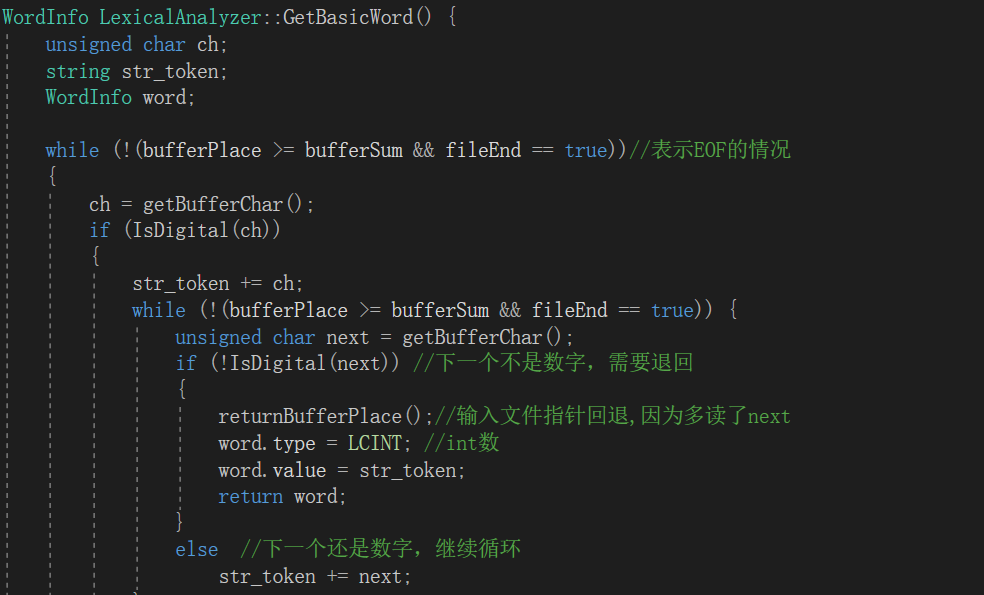 WordInfo LexicalAnalyzer::GetBasicWord() {
    unsigned char ch;
    string str_token;
    WordInfo word;

    while (!(bufferPlace >= bufferSum && fileEnd == true))//表示EOF的情况
    {
        ch = getBufferChar();
        if (IsDigital(ch))
        {
            str_token += ch;
            while (!(bufferPlace >= bufferSum && fileEnd == true)) {
                unsigned char next = getBufferChar();
                if (!IsDigital(next)) //下一个不是数字，需要退回
                {
                    returnBufferPlace();//输入文件指针回退,因为多读了next
                    word.type = LCINT; //int数
                    word.value = str_token;
                    return word;
                }
                else  //下一个还是数字，继续循环
                    str_token += next;